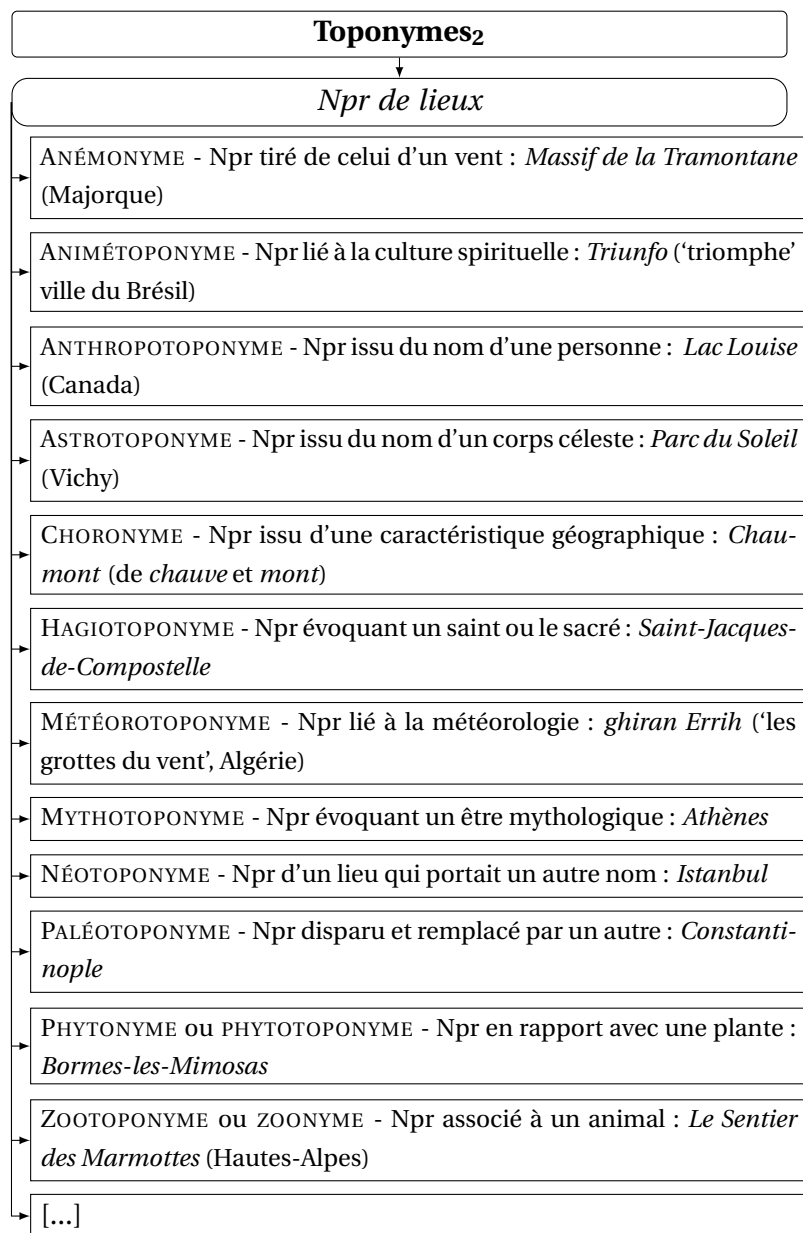 Toponymes₂
Npr de lieux
ANÉMONYME - Npr tiré de celui d'un vent : Massif de la Tramontane
(Majorque)
ANIMÉTOPONYME - Npr lié à la culture spirituelle : Triunfo (‘triomphe’
ville du Brésil)
ANTHROPOTOPONYME - Npr issu du nom d'une personne : Lac Louise
(Canada)
ASTROTOPONYME - Npr issu du nom d'un corps céleste : Parc du Soleil
(Vichy)
CHORONYME - Npr issu d'une caractéristique géographique : Chau-
mont (de chauve et mont)
HAGIOTOPONYME - Npr évoquant un saint ou le sacré : Saint-Jacques-
de-Compostelle
MÉTÉOROTOPONYME - Npr lié à la météorologie : ghiran Errih (‘les
grottes du vent’, Algérie)
MYTHOTOPONYME - Npr évoquant un être mythologique : Athènes
NÉOTOPONYME - Npr d'un lieu qui portait un autre nom : Istanbul
PALÉOTOPONYME - Npr disparu et remplacé par un autre : Constanti-
nople
PHYTONYME ou PHYTOTOPONYME - Npr en rapport avec une plante :
Bormes-les-Mimosas
ZOOTOPONYME ou ZOONYME - Npr associé à un animal : Le Sentier
des Marmottes (Hautes-Alpes)
[...]